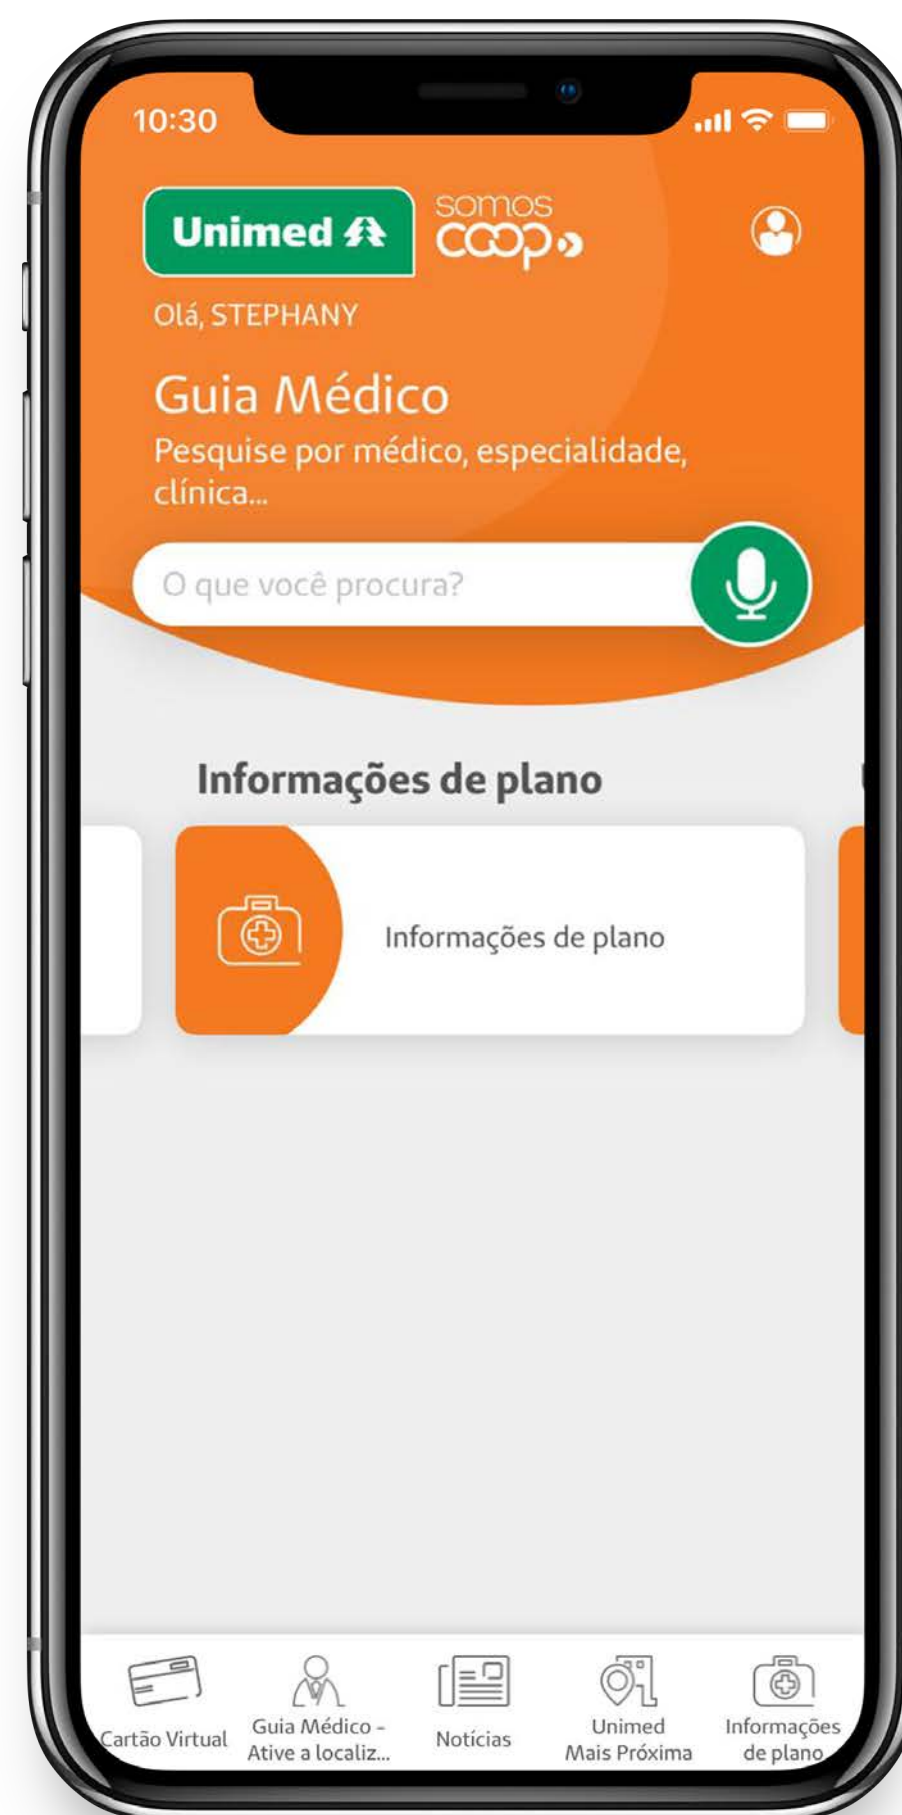 10:30
Unimed
somos
coop
Olá, STEPHANY
Guia Médico
Pesquise por médico, especialidade,
clínica...
O que você procura?
Informações de plano
Informações de plano
Cartão Virtual
Guia Médico -
Ative a localiz...
Notícias
Unimed
Mais Próxima
Informações
de plano